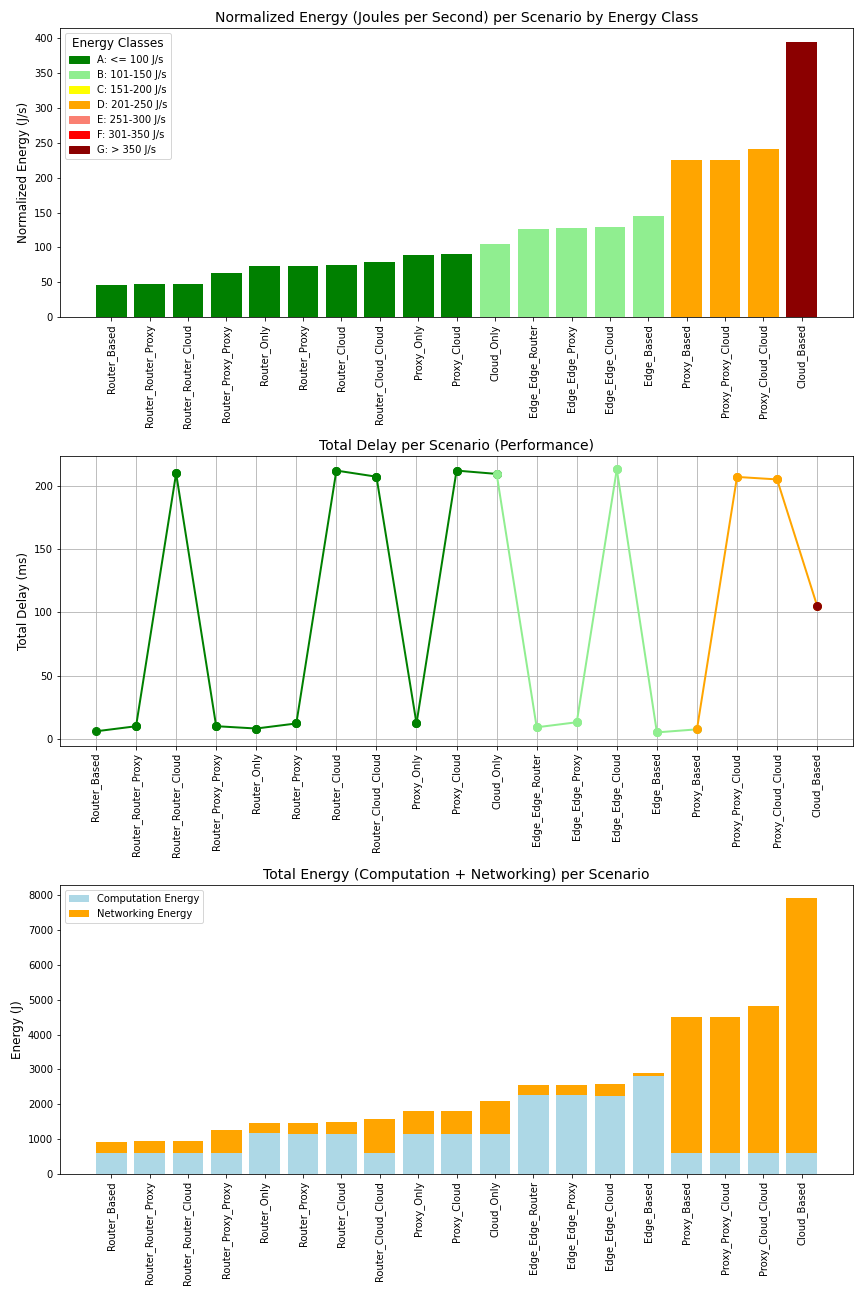 Normalized Energy (Joules per Second) per Scenario by Energy Class
Normalized Energy (J/s)
400
350
300
250
200
150
100
50
0
Energy Classes
A: <= 100 J/s
B: 101-150 J/s
C: 151-200 J/s
D: 201-250 J/s
E: 251-300 J/s
F: 301-350 J/s
G: > 350 J/s
Router_Based
Router_Router_Proxy
Router_Router_Cloud
Router_Proxy_Proxy
Router_Only
Router_Proxy
Router_Cloud
Router_Cloud_Cloud
Proxy_Only
Proxy_Cloud
Cloud_Only
Edge_Edge_Router
Edge_Edge_Proxy
Edge_Edge_Cloud
Edge_Based
Proxy_Based
Proxy_Proxy_Cloud
Proxy_Cloud_Cloud
Cloud_Based
Total Delay per Scenario (Performance)
Total Delay (ms)
200
150
100
50
0
Router_Based
Router_Router_Proxy
Router_Router_Cloud
Router_Proxy_Proxy
Router_Only
Router_Proxy
Router_Cloud
Router_Cloud_Cloud
Proxy_Only
Proxy_Cloud
Cloud_Only
Edge_Edge_Router
Edge_Edge_Proxy
Edge_Edge_Cloud
Edge_Based
Proxy_Based
Proxy_Proxy_Cloud
Proxy_Cloud_Cloud
Cloud_Based
Total Energy (Computation + Networking) per Scenario
Energy (J)
8000
7000
6000
5000
4000
3000
2000
1000
0
Computation Energy
Networking Energy
Router_Based
Router_Router_Proxy
Router_Router_Cloud
Router_Proxy_Proxy
Router_Only
Router_Proxy
Router_Cloud
Router_Cloud_Cloud
Proxy_Only
Proxy_Cloud
Cloud_Only
Edge_Edge_Router
Edge_Edge_Proxy
Edge_Edge_Cloud
Edge_Based
Proxy_Based
Proxy_Proxy_Cloud
Proxy_Cloud_Cloud
Cloud_Based